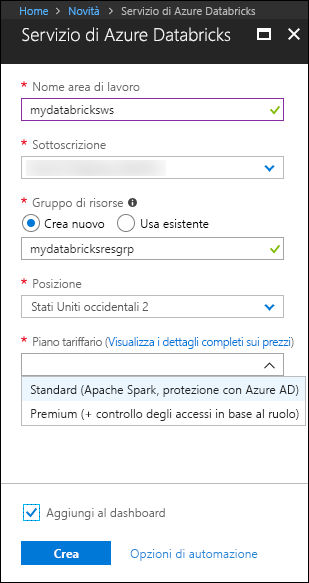 Home > Novità > Servizio di Azure Databricks
Servizio di Azure Databricks
* Nome area di lavoro
mydatabricksws
* Sottoscrizione
* Gruppo di risorse
Crea nuovo Usa esistente
mydatabricksresgrp
* Posizione
Stati Uniti occidentali 2
* Piano tariffario (Visualizza i dettagli completi sui prezzi)
Standard (Apache Spark, protezione con Azure AD)
Premium (+ controllo degli accessi in base al ruolo)
Aggiungi al dashboard
Crea Opzioni di automazione